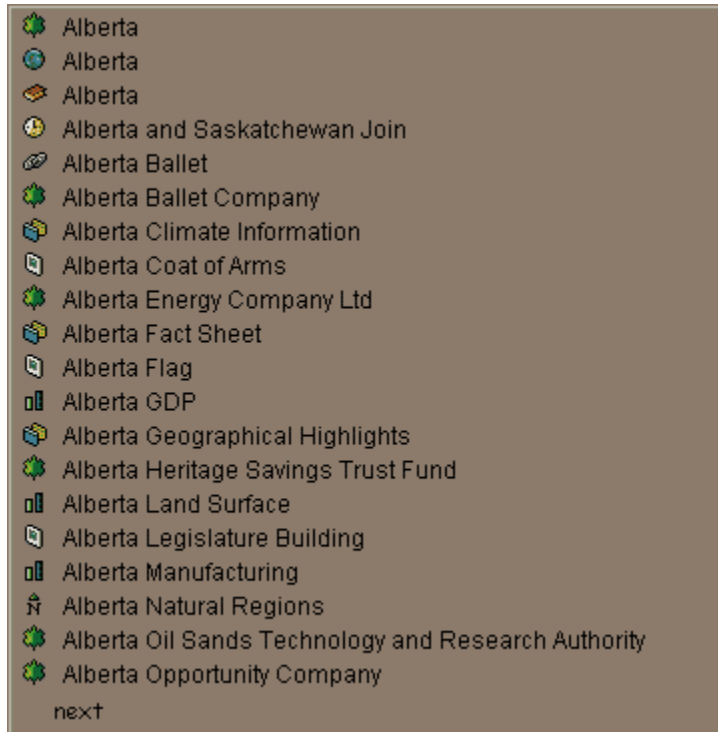 Alberta
Alberta
Alberta
Alberta and Saskatchewan Join
Alberta Ballet
Alberta Ballet Company
Alberta Climate Information
Alberta Coat of Arms
Alberta Energy Company Ltd
Alberta Fact Sheet
Alberta Flag
Alberta GDP
Alberta Geographical Highlights
Alberta Heritage Savings Trust Fund
Alberta Land Surface
Alberta Legislature Building
Alberta Manufacturing
Alberta Natural Regions
Alberta Oil Sands Technology and Research Authority
Alberta Opportunity Company
next